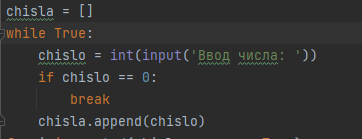 chisla = []
while True:
    chislo = int(input('Ввод числа: '))
    if chislo == 0:
        break
    chisla.append(chislo)